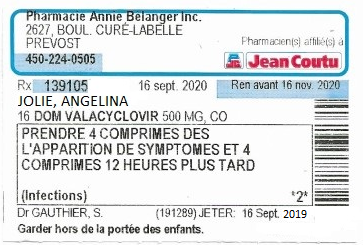 Pharmacie Annie Bélanger Inc.
2627, BOUL. CURÉ-LABELLE
PREVOST
450-224-0505
Pharmacien(s) affilié(s) à
Jean Coutu
Rx 139105 16 sept. 2020 Ren avant 16 nov. 2020
JOLIE, ANGELINA
16 DOM VALACYCLOVIR 500 MG, CO
PRENDRE 4 COMPRIMES DES
L'APPARITION DE SYMPTOMES ET 4
COMPRIMES 12 HEURES PLUS TARD
(Infections) *2*
Dr GAUTHIER, S. (191289) JETER: 16 Sept. 2019
Garder hors de la portée des enfants.